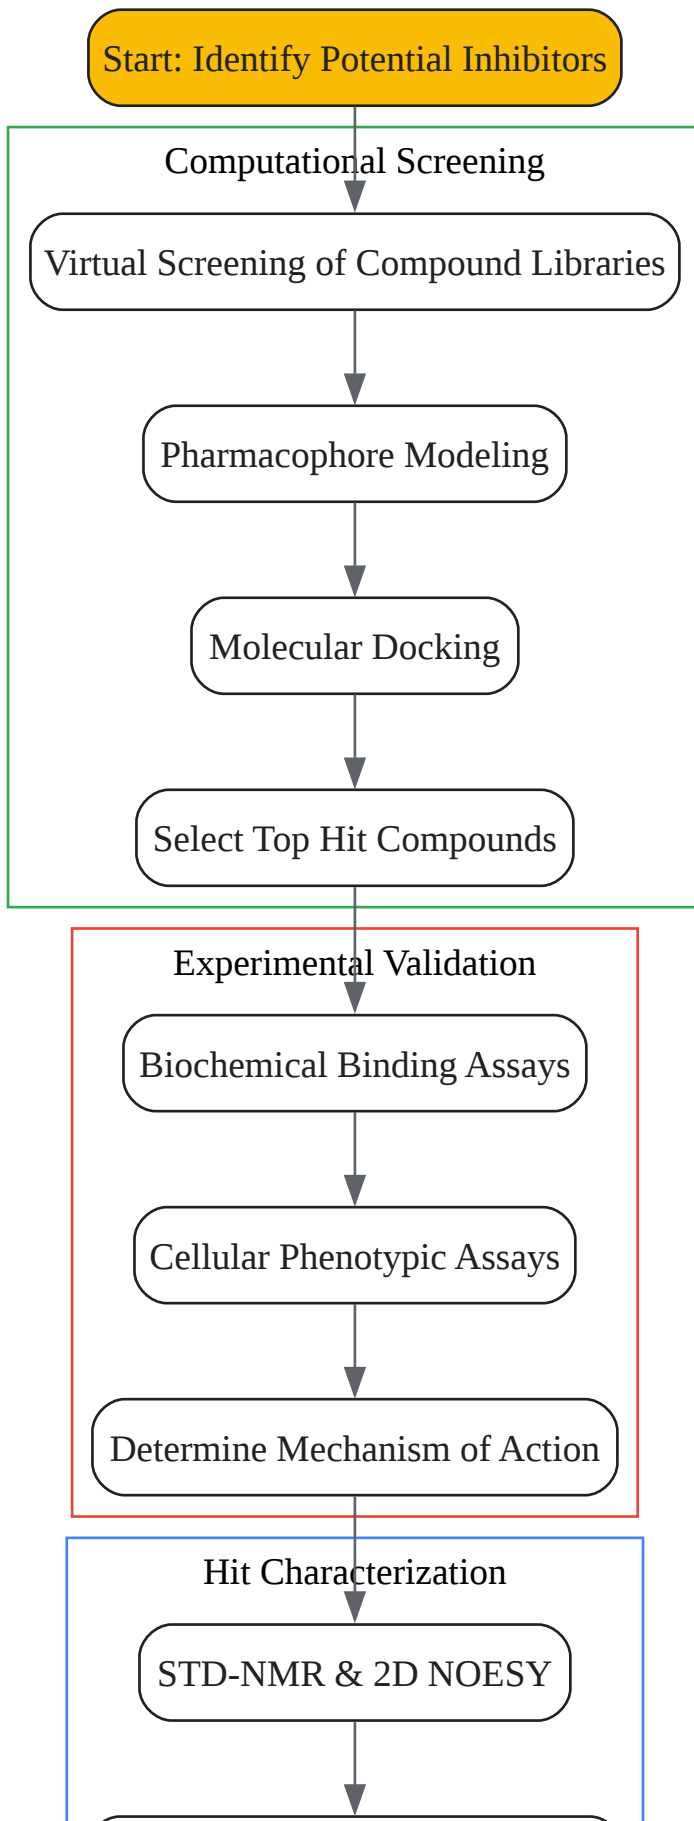 Start: Identify Potential Inhibitors
Computational Screening
Virtual Screening of Compound Libraries
Pharmacophore Modeling
Molecular Docking
Select Top Hit Compounds
Experimental Validation
Biochemical Binding Assays
Cellular Phenotypic Assays
Determine Mechanism of Action
Hit Characterization
STD-NMR & 2D NOESY